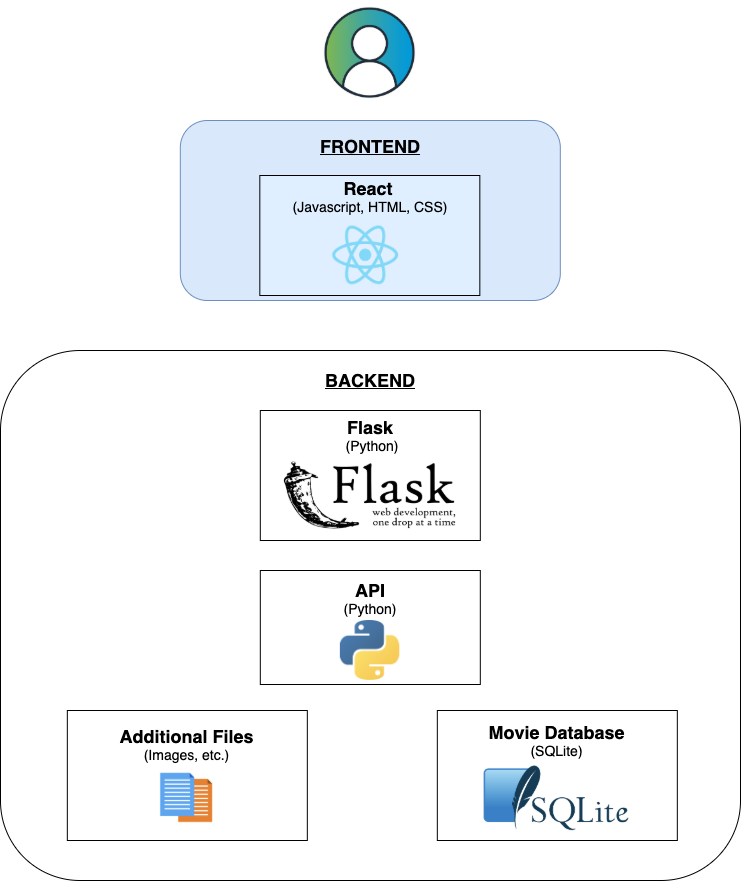 FRONTEND
React
(Javascript, HTML, CSS)
BACKEND
Flask
(Python)
Flask
web development,
one drop at a time
API
(Python)
Additional Files
(Images, etc.)
Movie Database
(SQLite)
SQLite